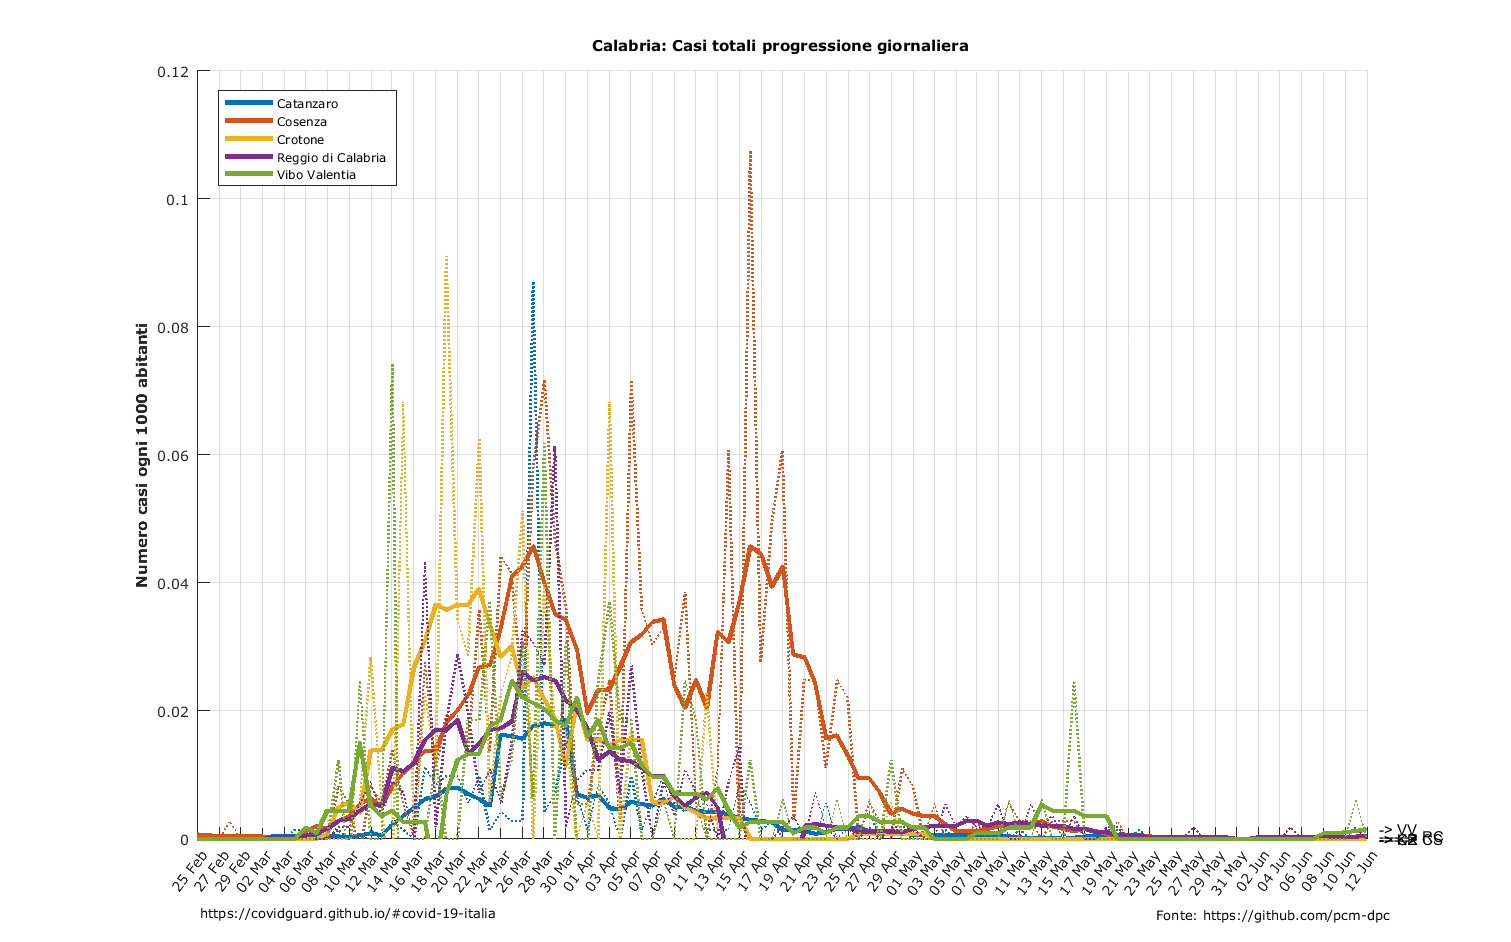 Calabria: Casi totali progressione giornaliera
Numero casi ogni 1000 abitanti
0.12
0.1
0.08
0.06
0.04
0.02
0
Catanzaro
Cosenza
Crotone
Reggio di Calabria
Vibo Valentia
-> VV
25 Feb
27 Feb
29 Feb
02 Mar
04 Mar
06 Mar
08 Mar
10 Mar
12 Mar
14 Mar
16 Mar
18 Mar
20 Mar
22 Mar
24 Mar
26 Mar
28 Mar
30 Mar
01 Apr
03 Apr
05 Apr
07 Apr
09 Apr
11 Apr
13 Apr
15 Apr
17 Apr
19 Apr
21 Apr
23 Apr
25 Apr
27 Apr
29 Apr
01 May
03 May
05 May
07 May
09 May
11 May
13 May
15 May
17 May
19 May
21 May
23 May
25 May
27 May
29 May
31 May
02 Jun
04 Jun
06 Jun
08 Jun
10 Jun
12 Jun
https://covidguard.github.io/#covid-19-italia
Fonte: https://github.com/pcm-dpc